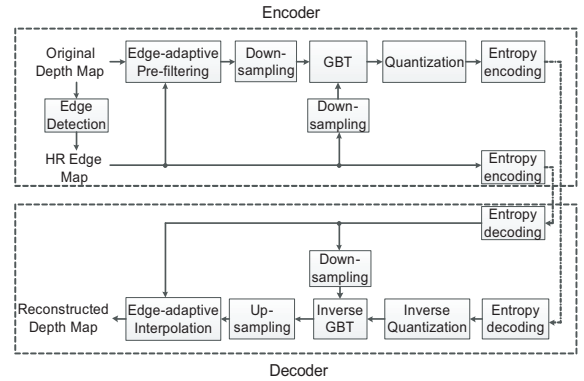 Encoder
Original
Depth Map
Edge-adaptive
Pre-filtering
Down-
sampling
GBT
Quantization
Entropy
encoding
Edge
Detection
Down-
sampling
HR Edge
Map
Entropy
encoding
Entropy
decoding
Down-
sampling
Reconstructed
Depth Map
Edge-adaptive
Interpolation
Up-
sampling
Inverse
GBT
Inverse
Quantization
Entropy
decoding
Decoder